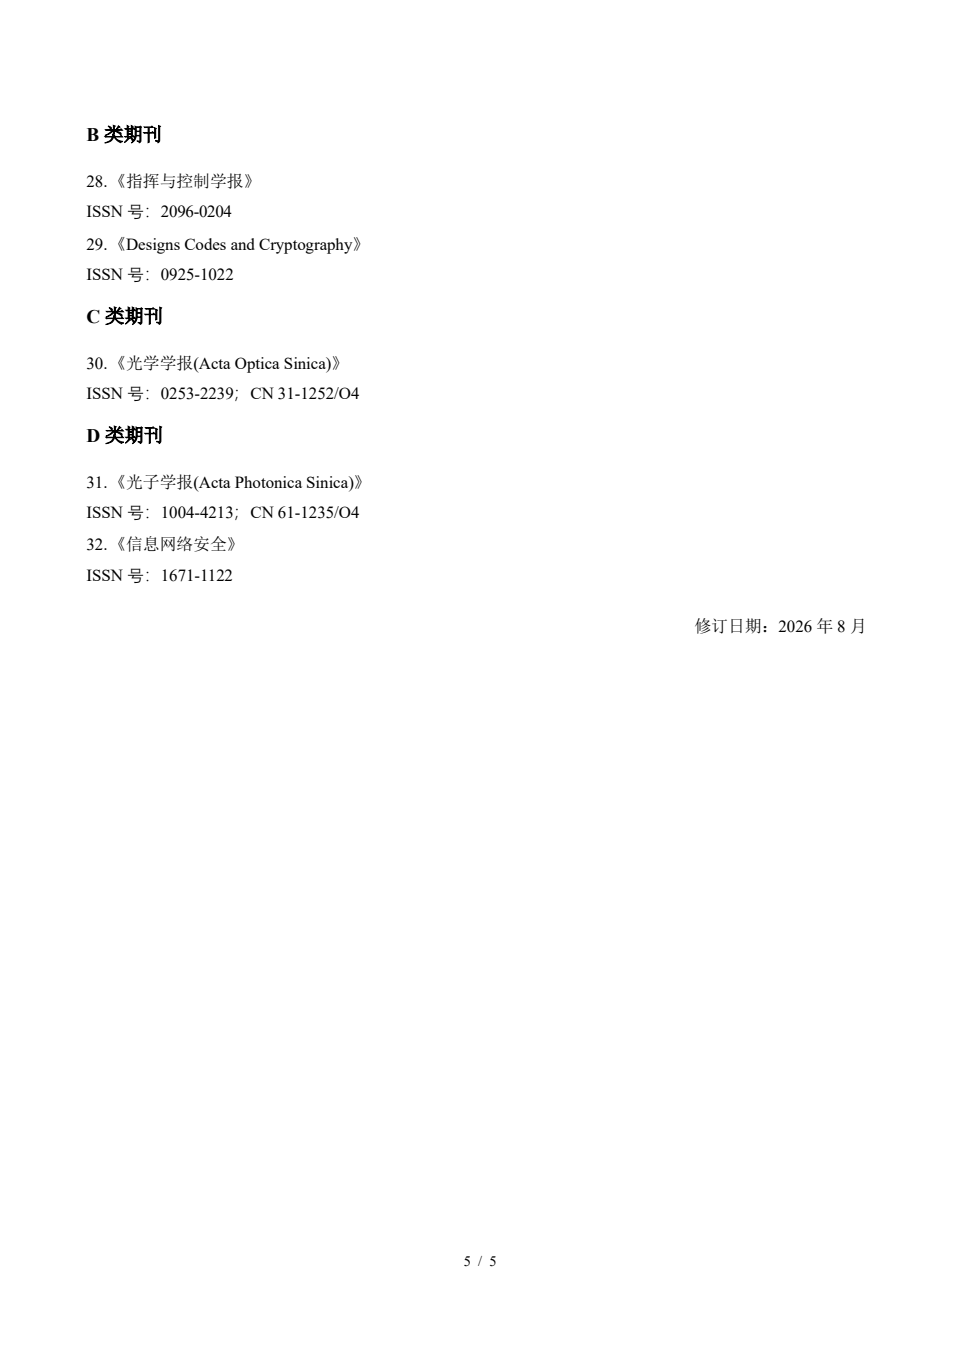 B 类期刊
28.《指挥与控制学报》
ISSN 号：2096-0204
29.《Designs Codes and Cryptography》
ISSN 号：0925-1022
C 类期刊
30.《光学学报(Acta Optica Sinica)》
ISSN 号：0253-2239；CN 31-1252/O4
D 类期刊
31.《光子学报(Acta Photonica Sinica)》
ISSN 号：1004-4213；CN 61-1235/O4
32.《信息网络安全》
ISSN 号：1671-1122
修订日期：2026 年 8 月
5 / 5